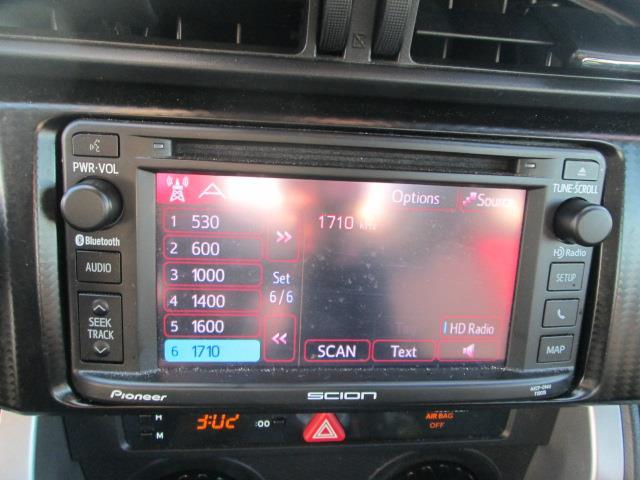 PWR•VOL
TUNE•SCROLL
Bluetooth
HD Radio
AUDIO
SETUP
SEEK
TRACK
MAP
Options
Source
1 530
1710 kHz
2 600
3 1000
Set
6/6
4 1400
5 1600
HD Radio
6 1710
SCAN
Text
Pioneer
SCION
H
M
:00
AIR BAG
OFF